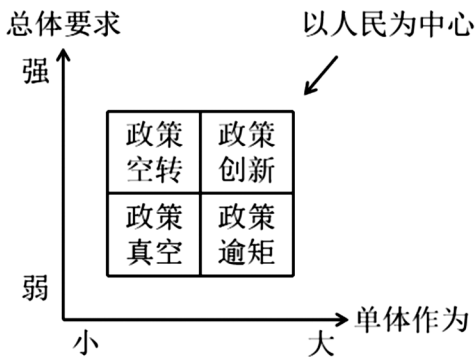 总体要求
以人民为中心
强
政策
空转
政策
创新
政策
真空
政策
逾矩
弱
单体作为
小
大